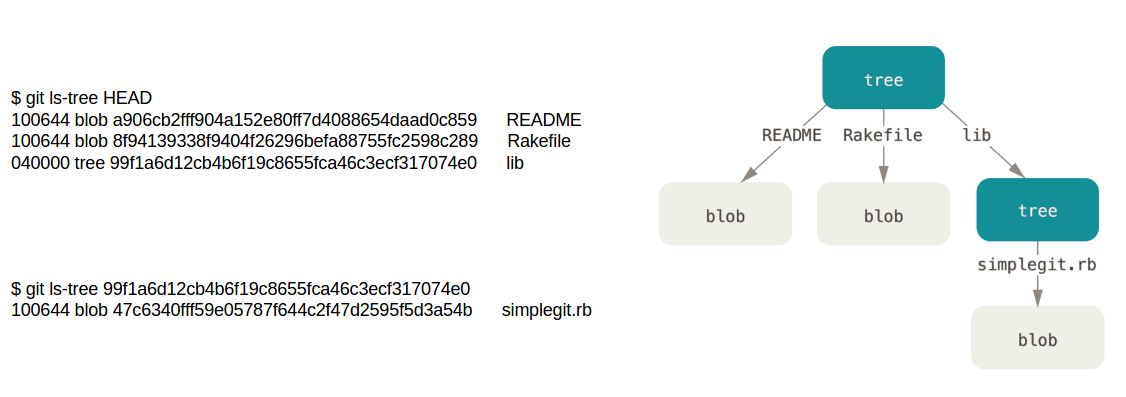 $ git ls-tree HEAD
100644 blob a906cb2fff904a152e80ff7d4088654daad0c859 README
100644 blob 8f94139338f9404f26296befa88755fc2598c289 Rakefile
040000 tree 99f1a6d12cb4b6f19c8655fca46c3ecf317074e0 lib
$ git ls-tree 99f1a6d12cb4b6f19c8655fca46c3ecf317074e0
100644 blob 47c6340fff59e05787f644c2f47d2595f5d3a54b simplegit.rb
tree
README Rakefile lib
blob blob tree
simplegit.rb
blob